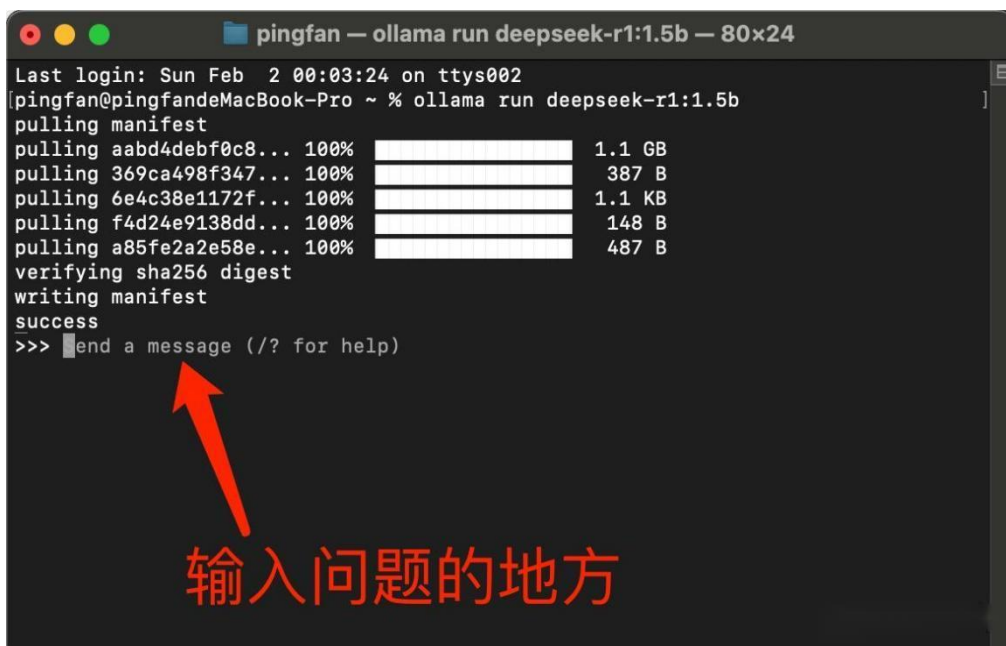 pingfan — ollama run deepseek-r1:1.5b — 80×24
Last login: Sun Feb  2 00:03:24 on ttys002
[pingfan@pingfandeMacBook-Pro ~ % ollama run deepseek-r1:1.5b ]
pulling manifest
pulling aabd4debf0c8... 100% 1.1 GB
pulling 369ca498f347... 100% 387 B
pulling 6e4c38e1172f... 100% 1.1 KB
pulling f4d24e9138dd... 100% 148 B
pulling a85fe2a2e58e... 100% 487 B
verifying sha256 digest
writing manifest
success
>>> Send a message (/? for help)
输入问题的地方